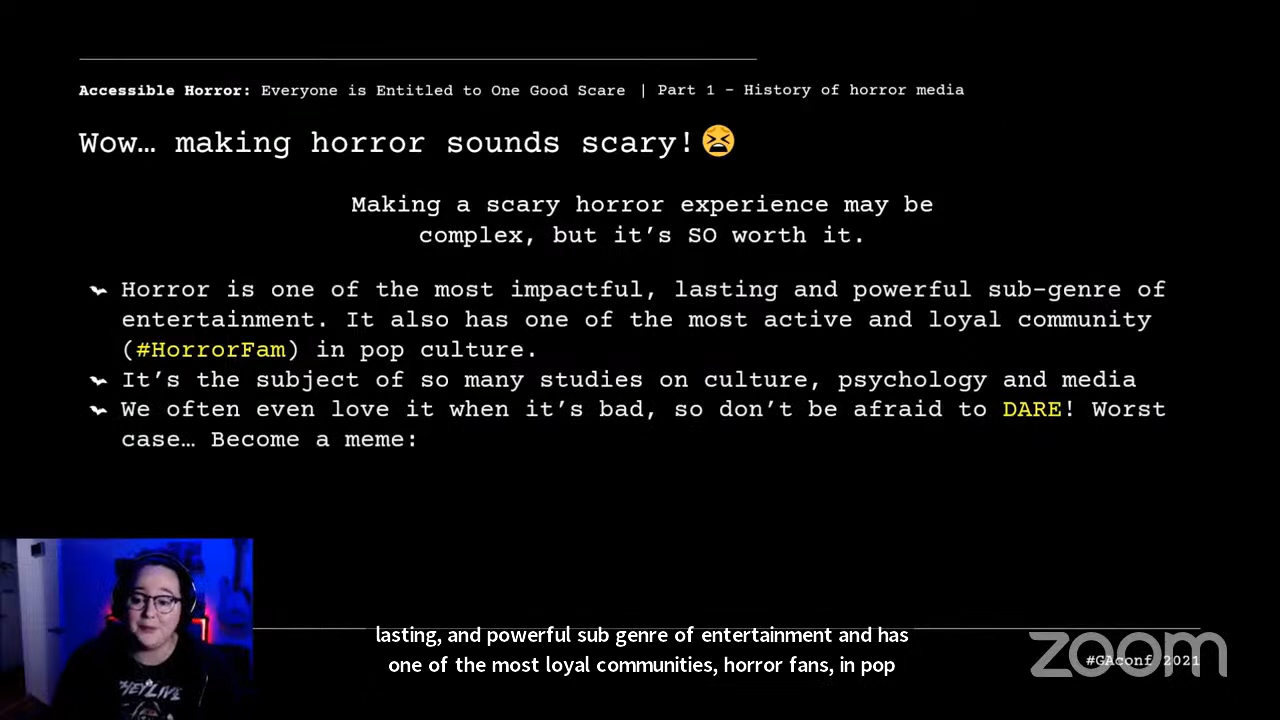 Accessible Horror: Everyone is Entitled to One Good Scare | Part 1 – History of horror media
Wow… making horror sounds scary!😫
Making a scary horror experience may be
complex, but it’s SO worth it.
Horror is one of the most impactful, lasting and powerful sub-genre of
entertainment. It also has one of the most active and loyal community
(#HorrorFam) in pop culture.
It’s the subject of so many studies on culture, psychology and media
We often even love it when it’s bad, so don’t be afraid to DARE! Worst
case… Become a meme:
THEY LIVE
lasting, and powerful sub genre of entertainment and has
one of the most loyal communities, horror fans, in pop
zoom
#GAconf 2021